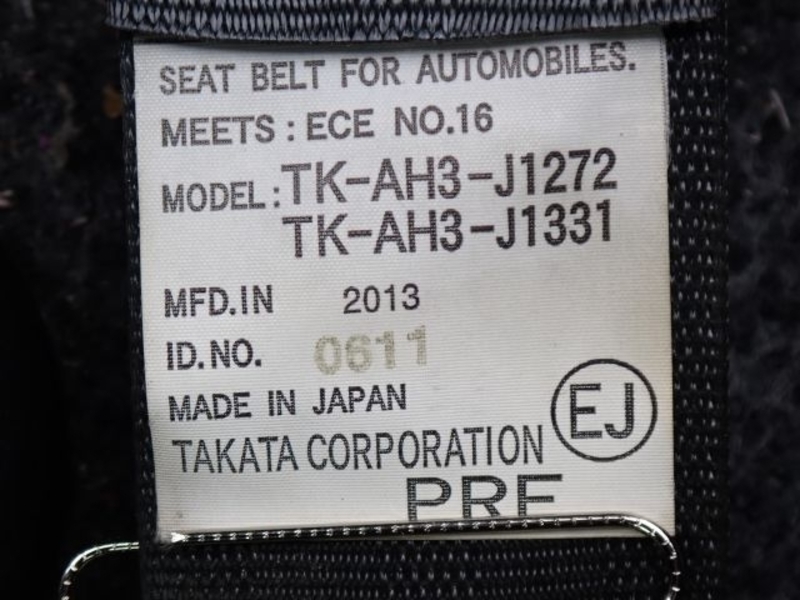 SEAT BELT FOR AUTOMOBILES.
MEETS : ECE NO.16
MODEL : TK-AH3-J1272
TK-AH3-J1331
MFD.IN 2013
ID.NO. 0611
MADE IN JAPAN
EJ
TAKATA CORPORATION